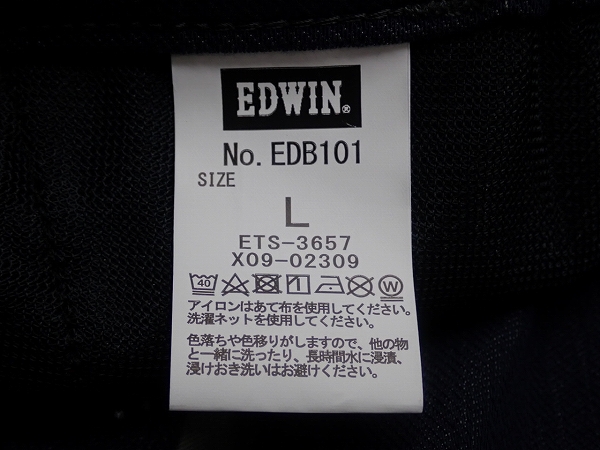 EDWIN®
No. EDB101
SIZE
L
ETS-3657
X09-02309
40 W
アイロンはあて布を使用してください。
洗濯ネットを使用してください。
色落ちや色移りがしますので、他の物
と一緒に洗ったり、長時間水に浸漬、
浸けおき洗いはお避けください。